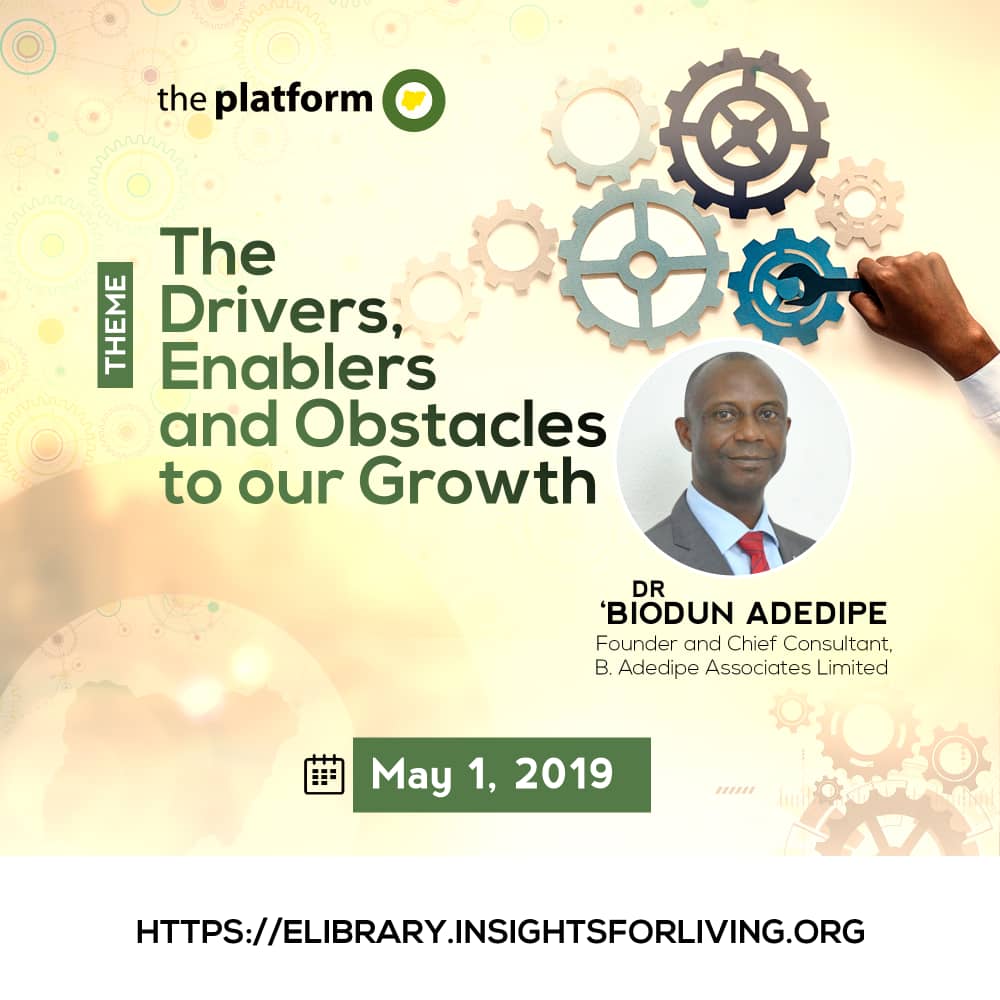 the platform
THEME
The
Drivers,
Enablers
and Obstacles
to our Growth
DR
‘BIODUN ADEDIPE
Founder and Chief Consultant,
B. Adedipe Associates Limited
May 1, 2019
HTTPS://ELIBRARY.INSIGHTSFORLIVING.ORG